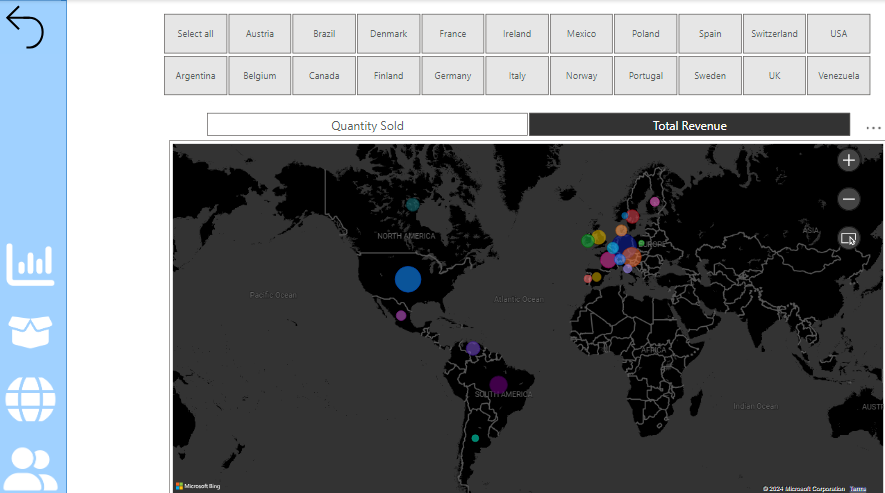 Select all Austria Brazil Denmark France Ireland Mexico Poland Spain Switzerland USA
Argentina Belgium Canada Finland Germany Italy Norway Portugal Sweden UK Venezuela
Quantity Sold Total Revenue
ASIA
NORTH AMERICA
EUROPE
Pacific Ocean
Atlantic Ocean
AFRICA
SOUTH AMERICA
Indian Ocean
AUST
Microsoft Bing
© 2024 Microsoft Corporation Terms